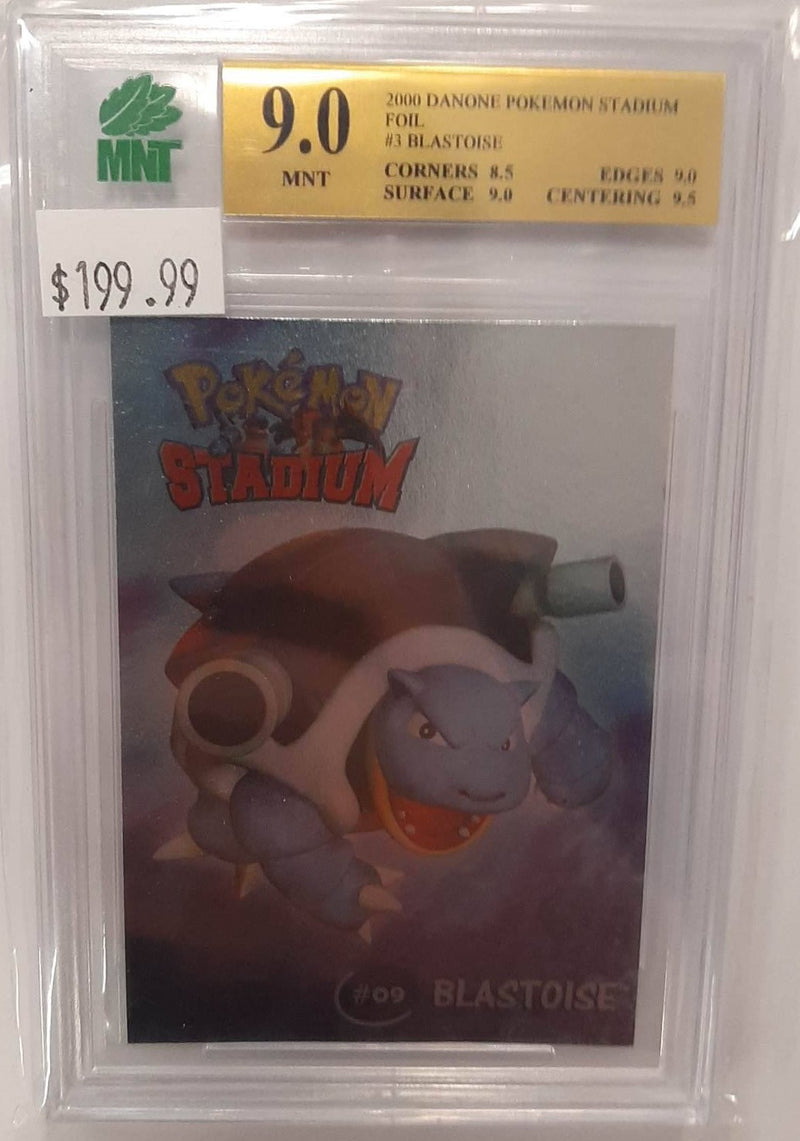 MNT
9.0
MNT
2000 DANONE POKEMON STADIUM
FOIL
#3 BLASTOISE
CORNERS 8.5 EDGES 9.0
SURFACE 9.0 CENTERING 9.5
$199.99
POKéMON
STADIUM
#09 BLASTOISE